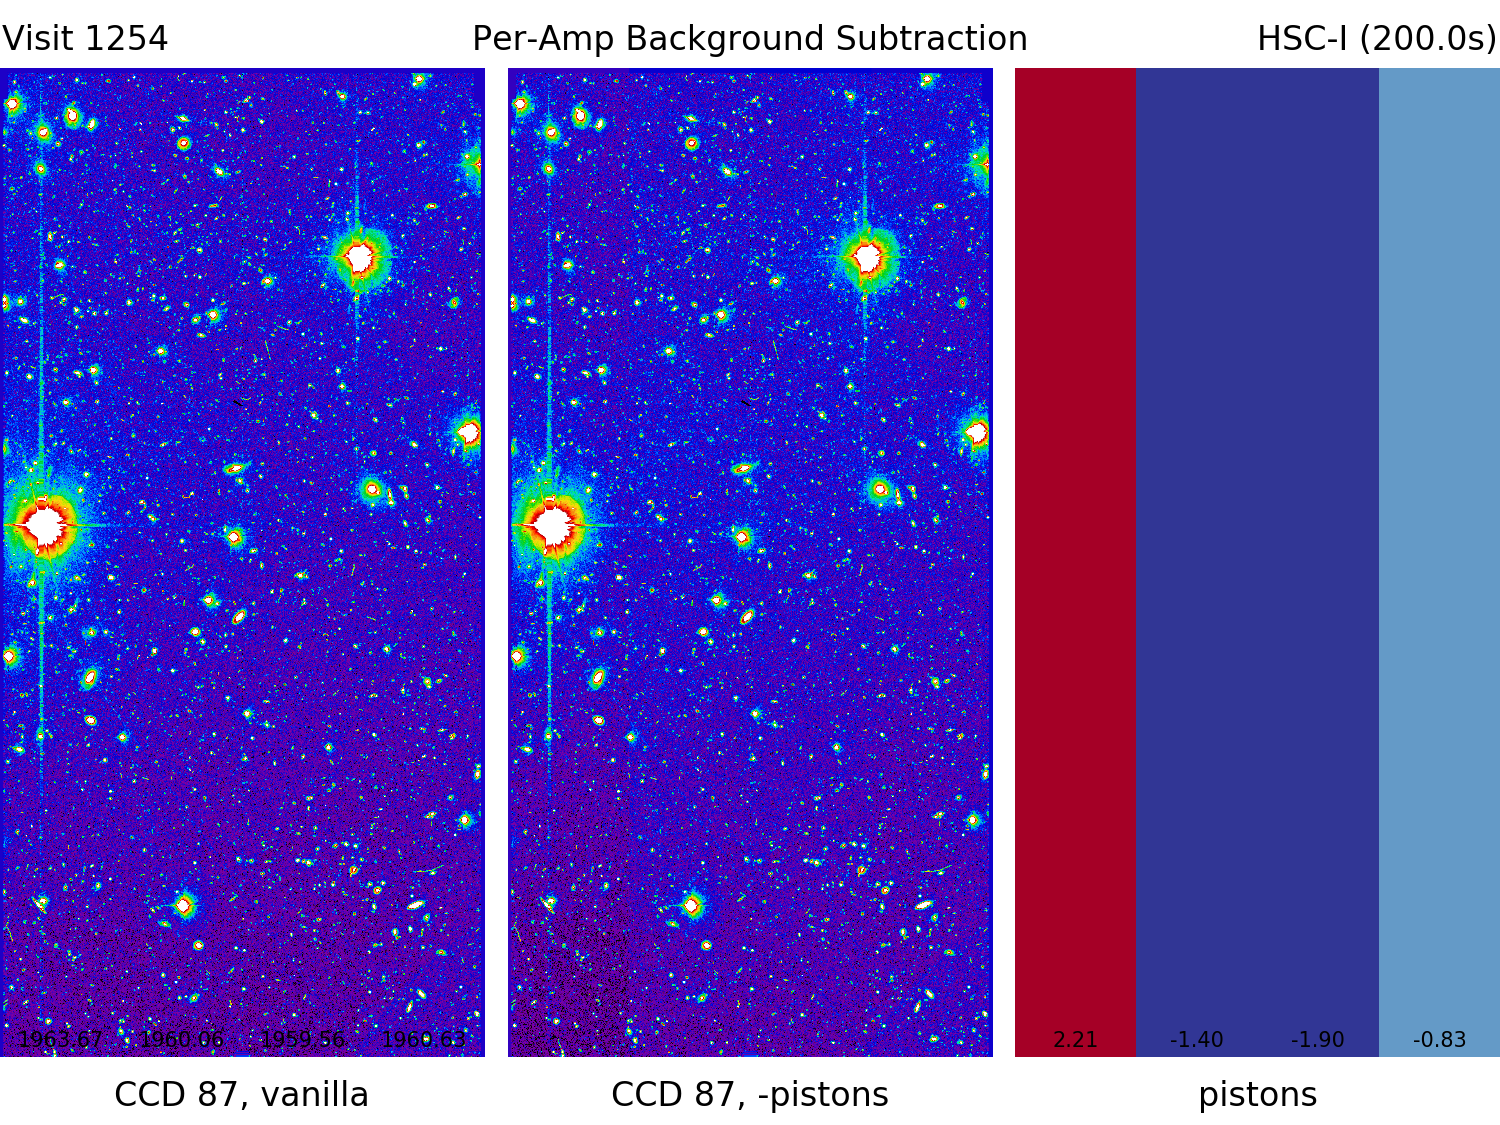 Visit 1254 Per-Amp Background Subtraction HSC-I (200.0s)
1963.67 1960.06 1959.56 1960.63 2.21 -1.40 -1.90 -0.83
CCD 87, vanilla CCD 87, -pistons pistons